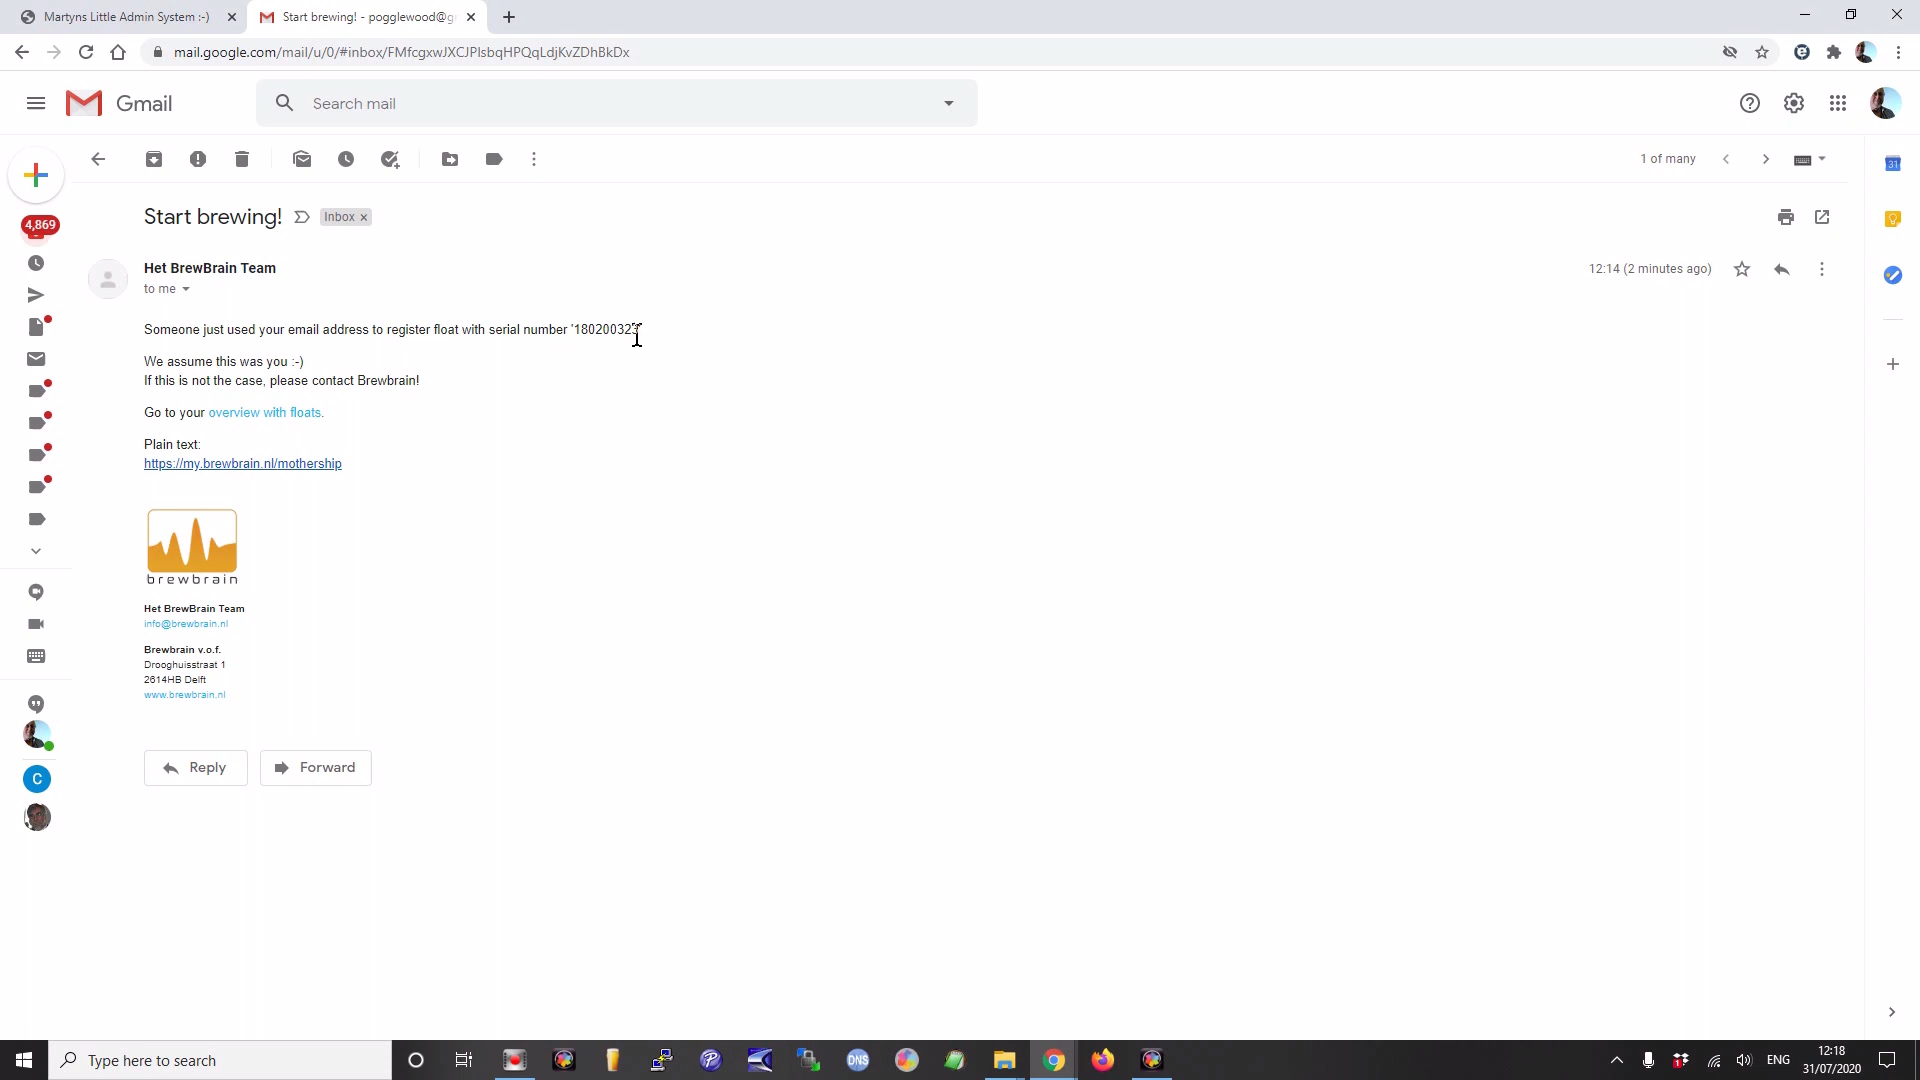 Martyns Little Admin System :-)
Start brewing! - pogglewood@g
mail.google.com/mail/u/0/#inbox/FMfcgxwJXCJPlsbqHPQqLdjKvZDhBkDx
Gmail
Search mail
1 of many
31
4,869
Start brewing!
Inbox ×
Het BrewBrain Team
12:14 (2 minutes ago)
to me
Someone just used your email address to register float with serial number '180200323'
We assume this was you :-)
If this is not the case, please contact Brewbrain!
Go to your overview with floats.
Plain text:
https://my.brewbrain.nl/mothership
brewbrain
Het BrewBrain Team
info@brewbrain.nl
Brewbrain v.o.f.
Drooghuisstraat 1
2614HB Delft
www.brewbrain.nl
Reply
Forward
C
Type here to search
DNS
ENG
12:18
31/07/2020